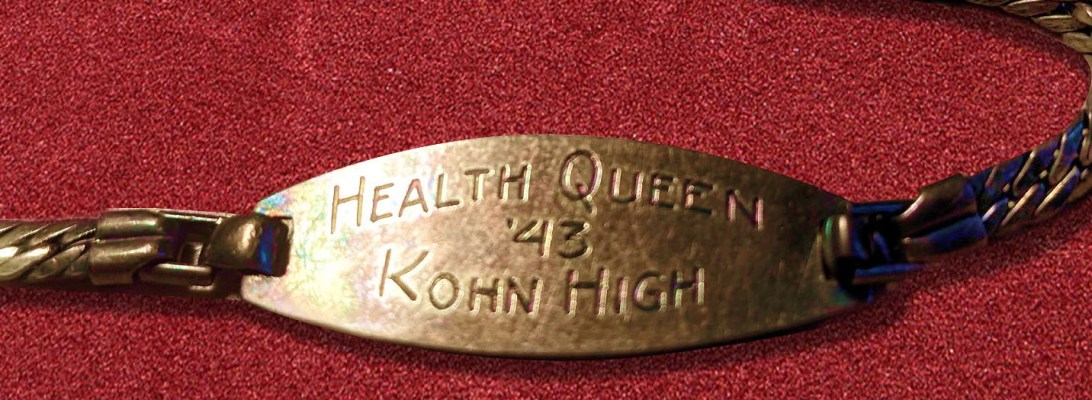 HEALTH QUEEN
'43
KOHN HIGH